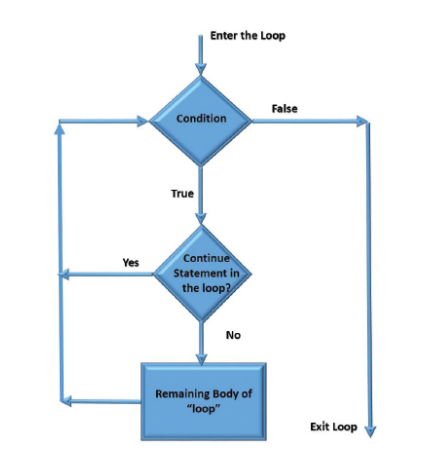 Enter the Loop
Condition
False
True
Continue
Statement in
the loop?
Yes
No
Remaining Body of
“loop”
Exit Loop